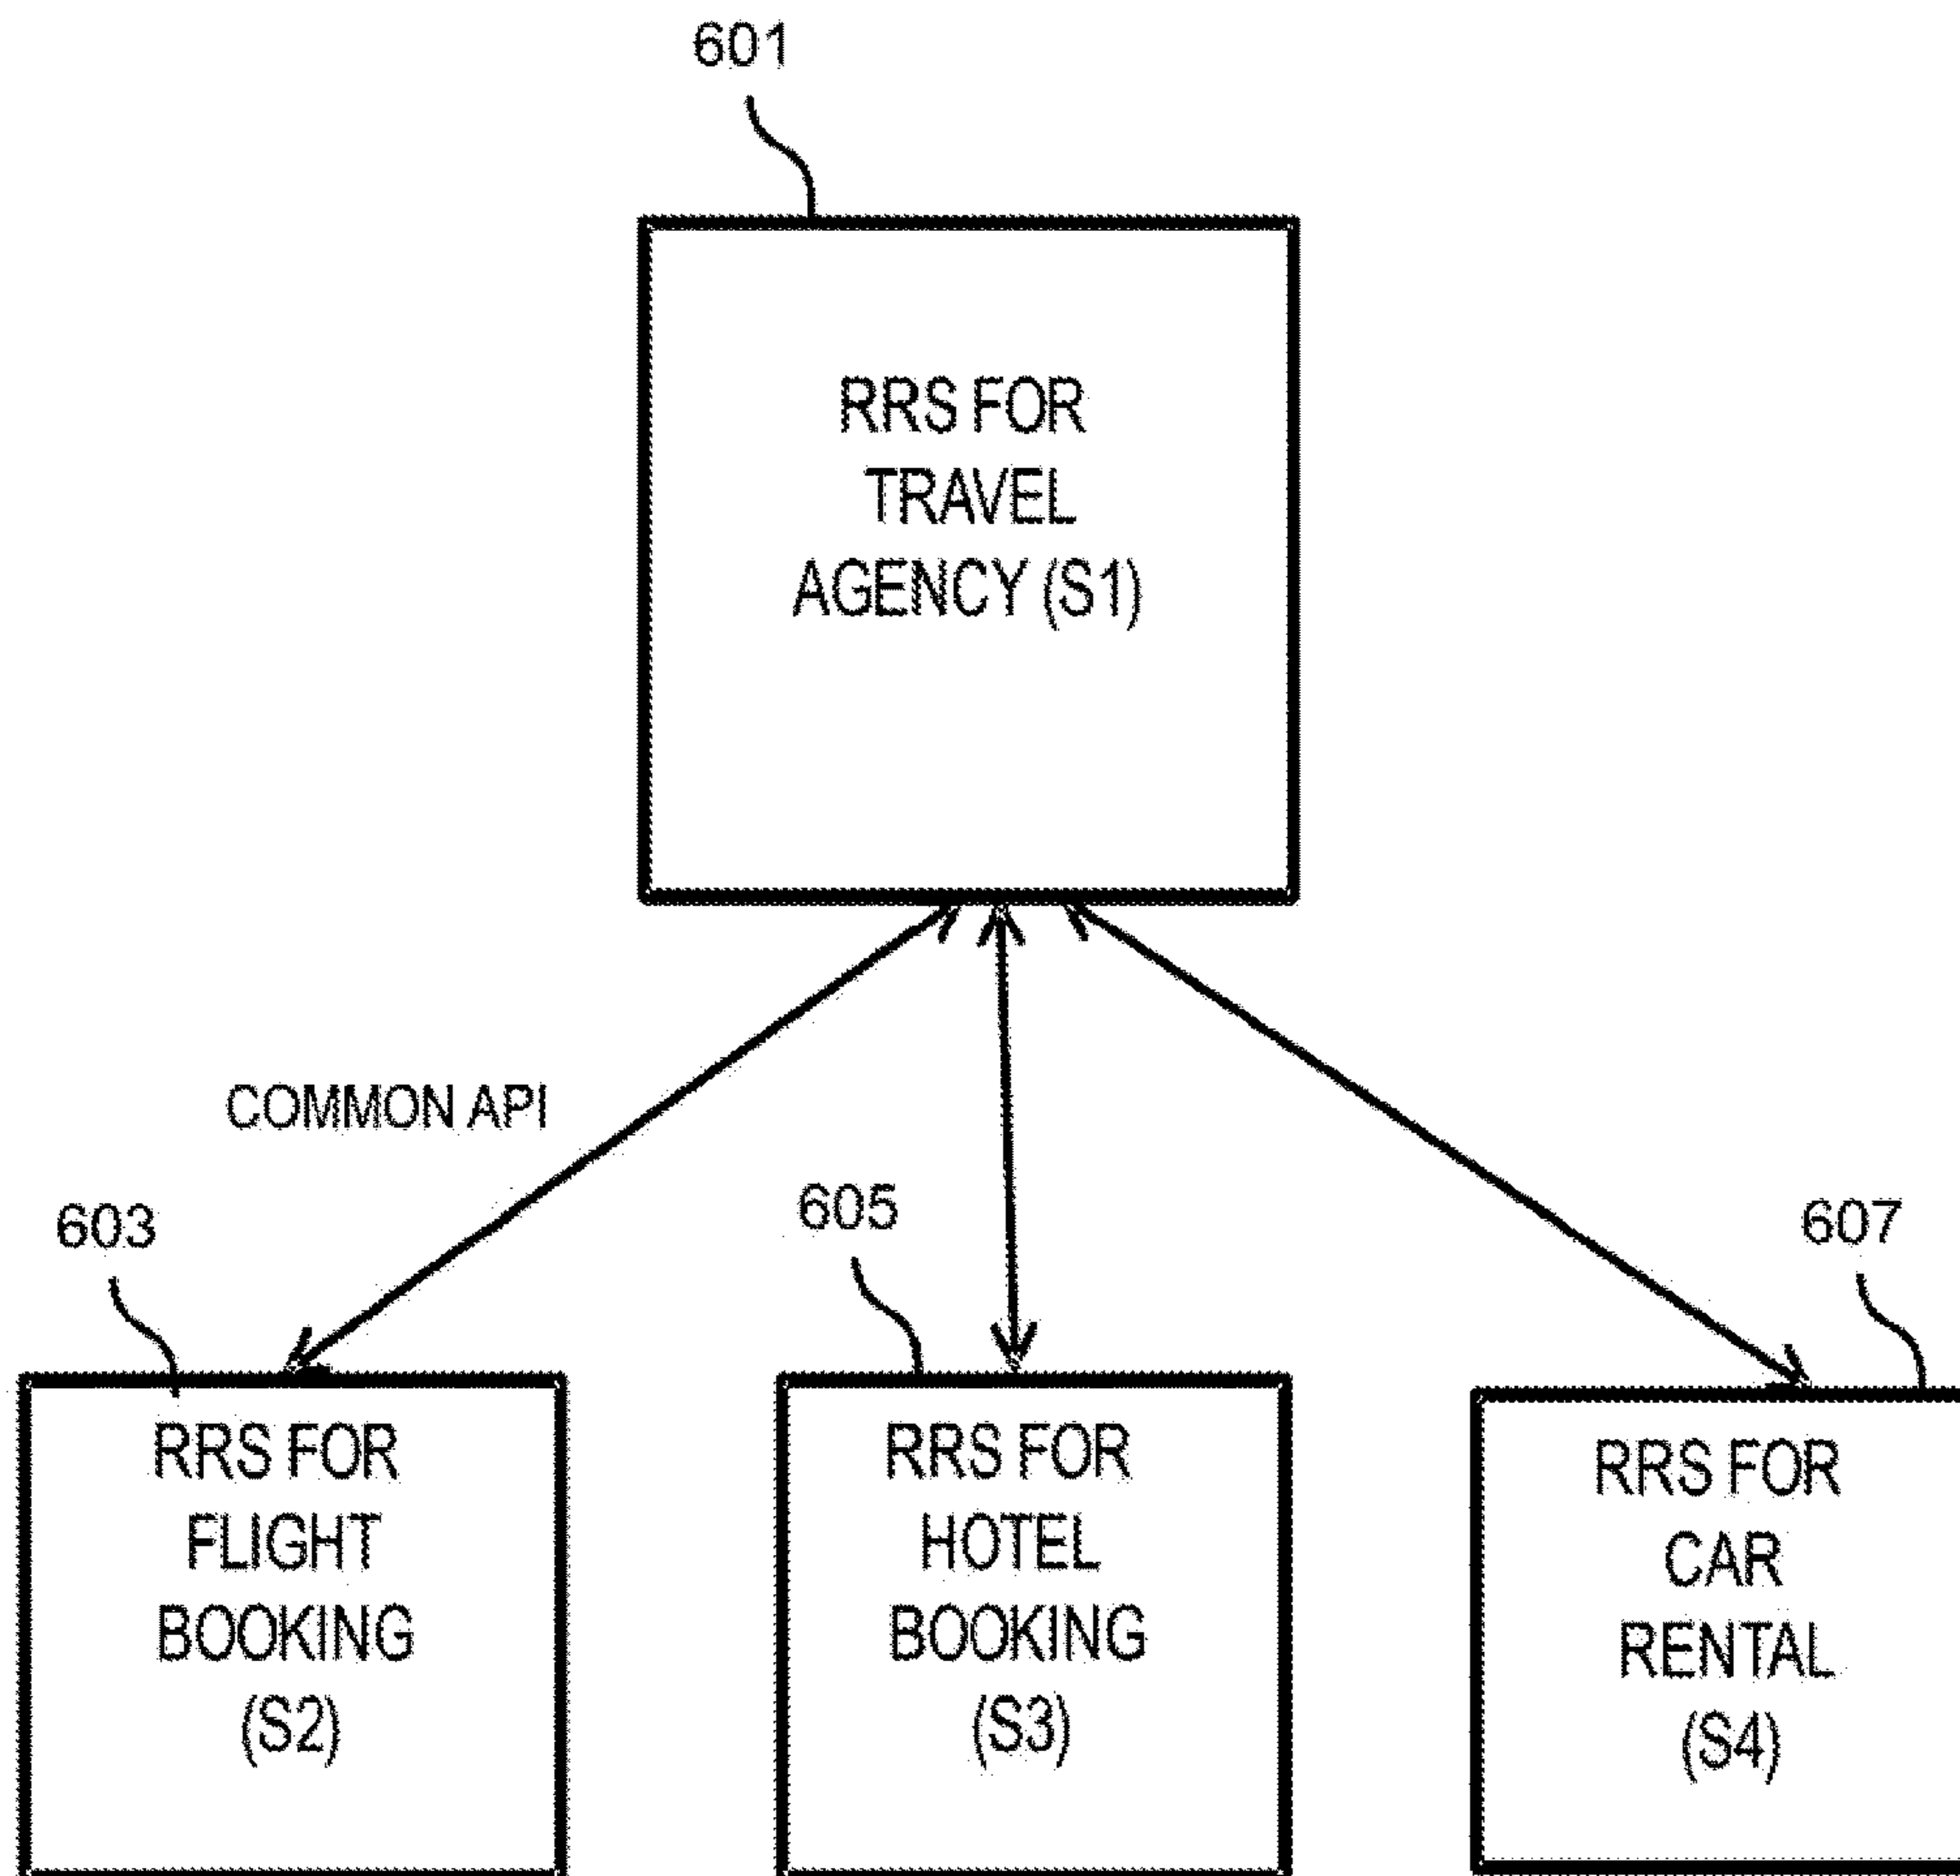 601
RRS FOR
TRAVEL
AGENCY (S1)
COMMON API
603
605
607
RRS FOR
FLIGHT
BOOKING
(S2)
RRS FOR
HOTEL
BOOKING
(S3)
RRS FOR
CAR
RENTAL
(S4)